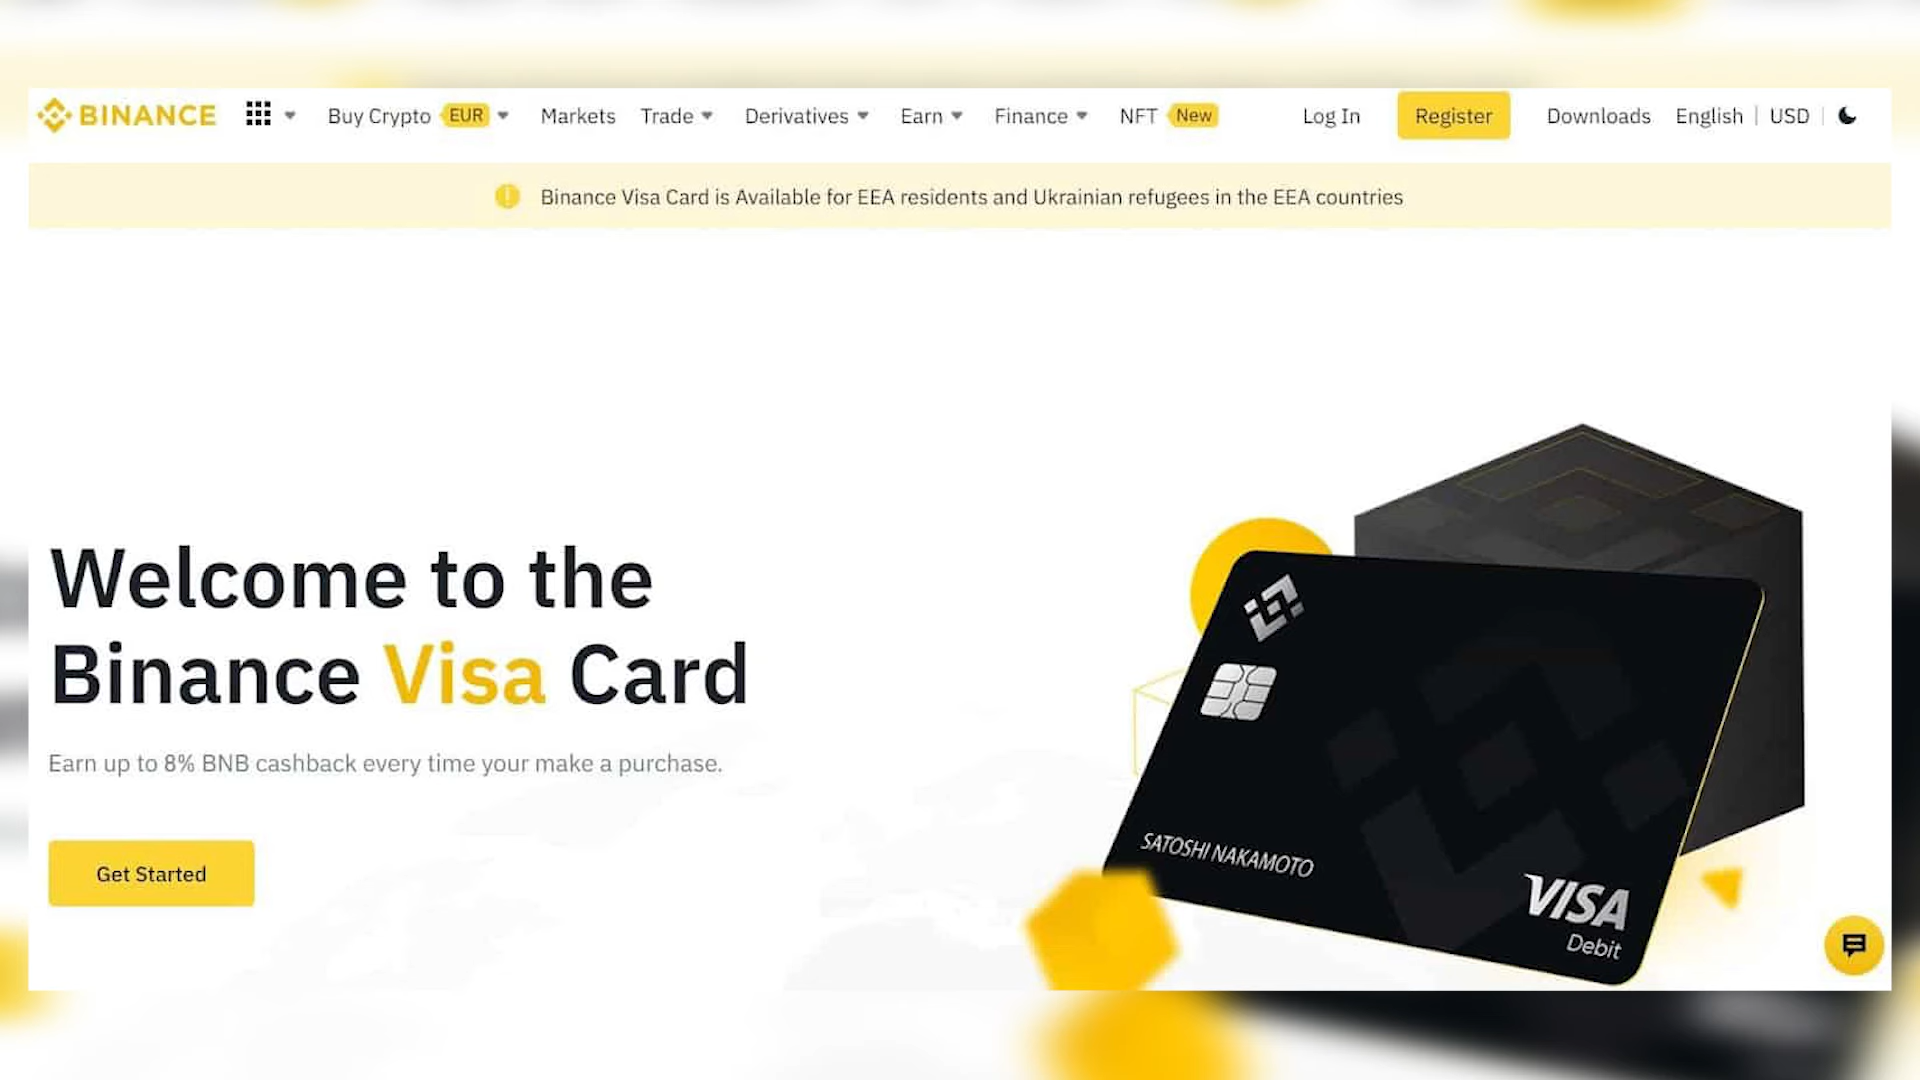 BINANCE
Buy Crypto EUR Markets Trade Derivatives Earn Finance NFT New Log In Register Downloads English | USD
Binance Visa Card is Available for EEA residents and Ukrainian refugees in the EEA countries
Welcome to the
Binance Visa Card
Earn up to 8% BNB cashback every time your make a purchase.
Get Started
SATOSHI NAKAMOTO
VISA
Debit